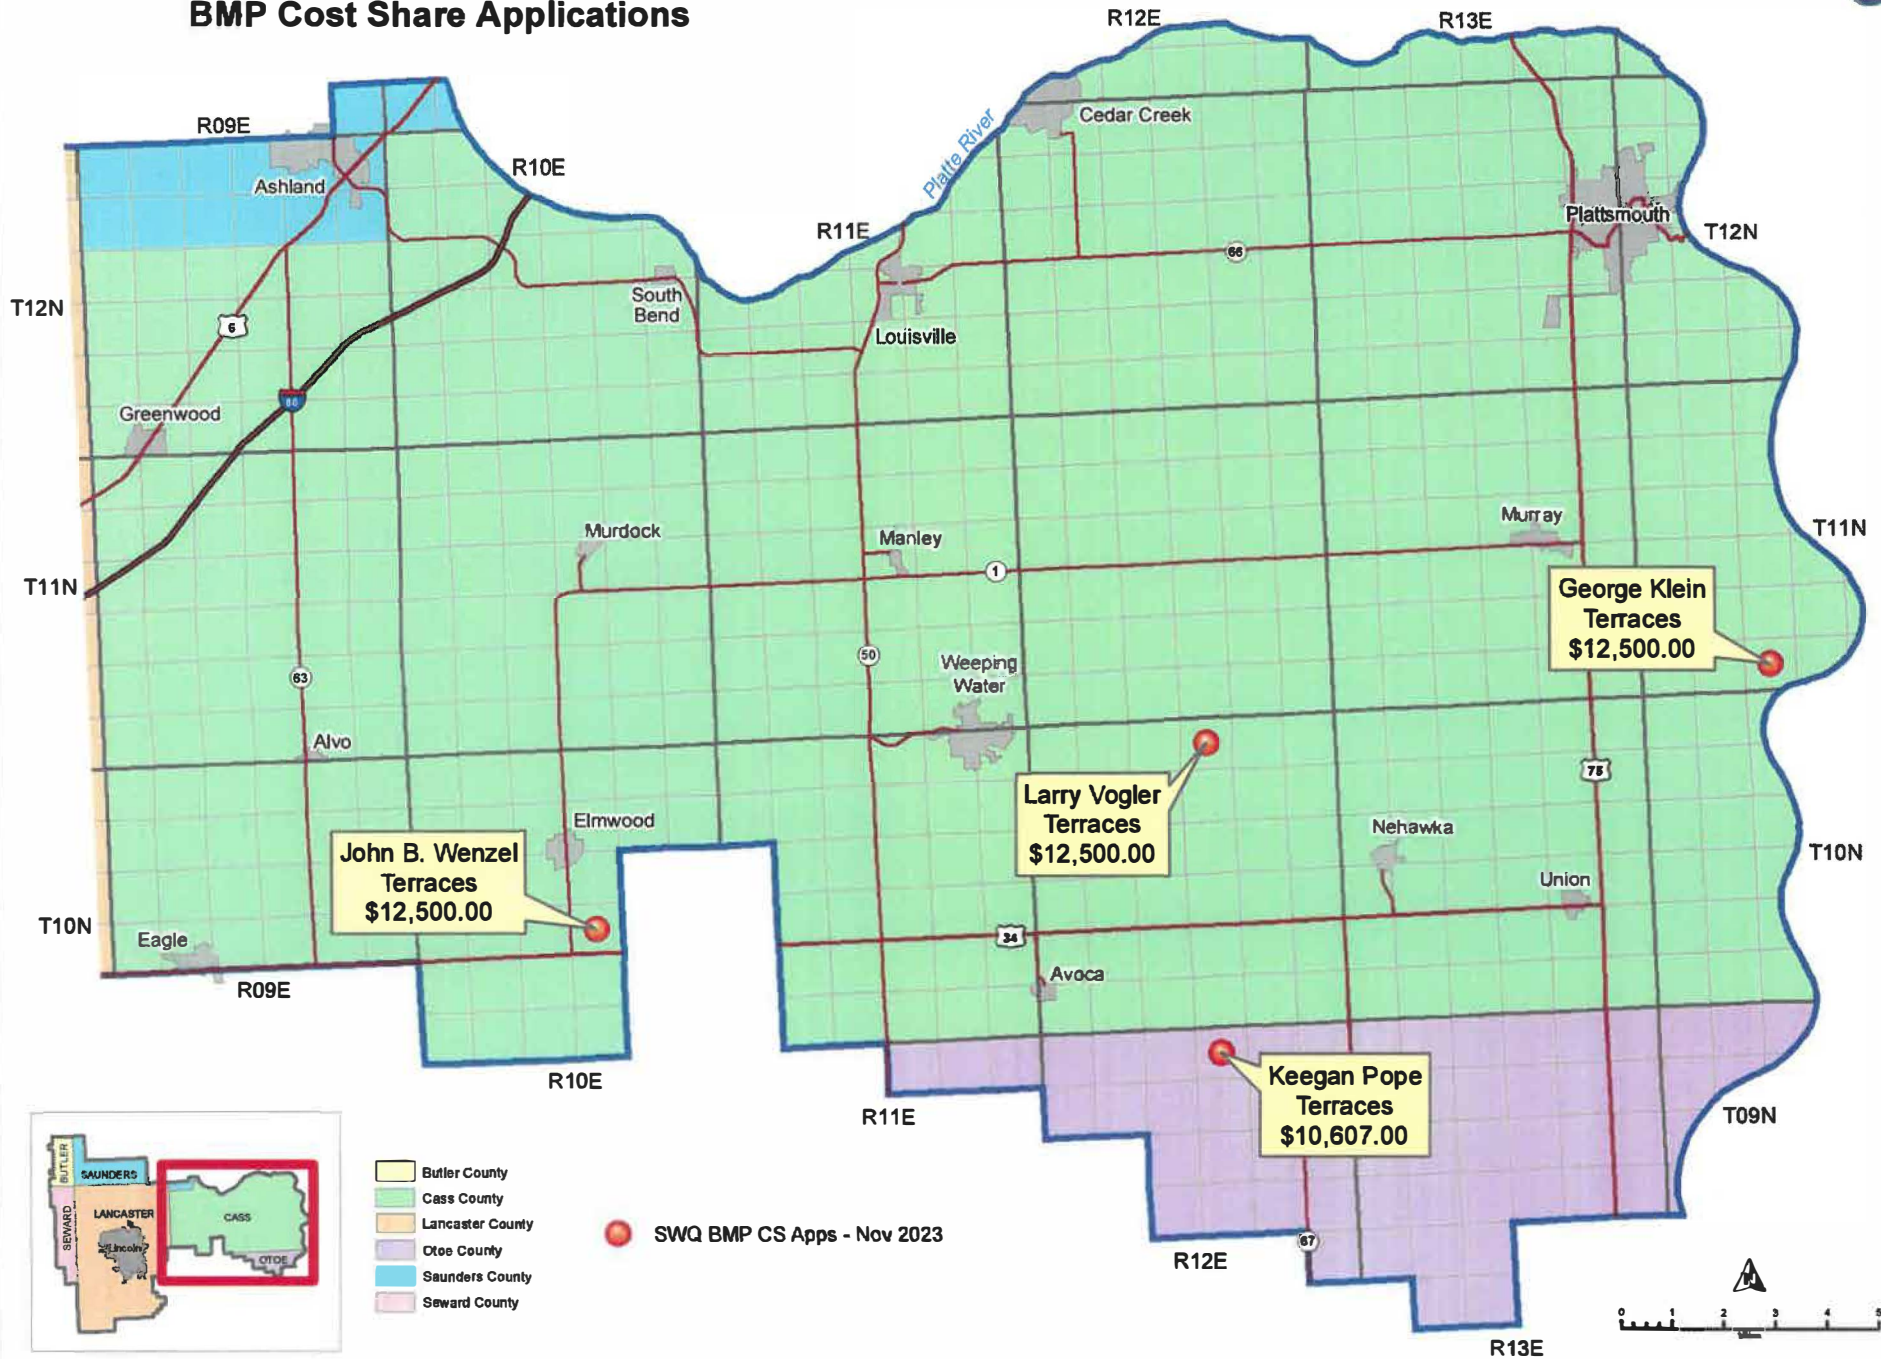 BMP Cost Share Applications
R12E
R13E
R09E
Cedar Creek
Platte River
R10E
Ashland
R11E
Plattsmouth
T12N
66
T12N
South
Bend
6
Louisville
80
Greenwood
Murray
T11N
Murdock
Manley
1
T11N
George Klein
Terraces
$12,500.00
50
Weeping
Water
63
Alvo
75
Larry Vogler
Terraces
$12,500.00
Elmwood
Nehawka
John B. Wenzel
Terraces
$12,500.00
T10N
Union
T10N
Eagle
34
Avoca
R09E
Keegan Pope
Terraces
$10,607.00
R10E
R11E
T09N
BUTLER
SAUNDERS
SEWARD
LANCASTER
Lincoln
CASS
OTOE
Butler County
Cass County
Lancaster County
Otoe County
Saunders County
Seward County
SWQ BMP CS Apps - Nov 2023
67
R12E
N
0 1 2 3 4 5
R13E